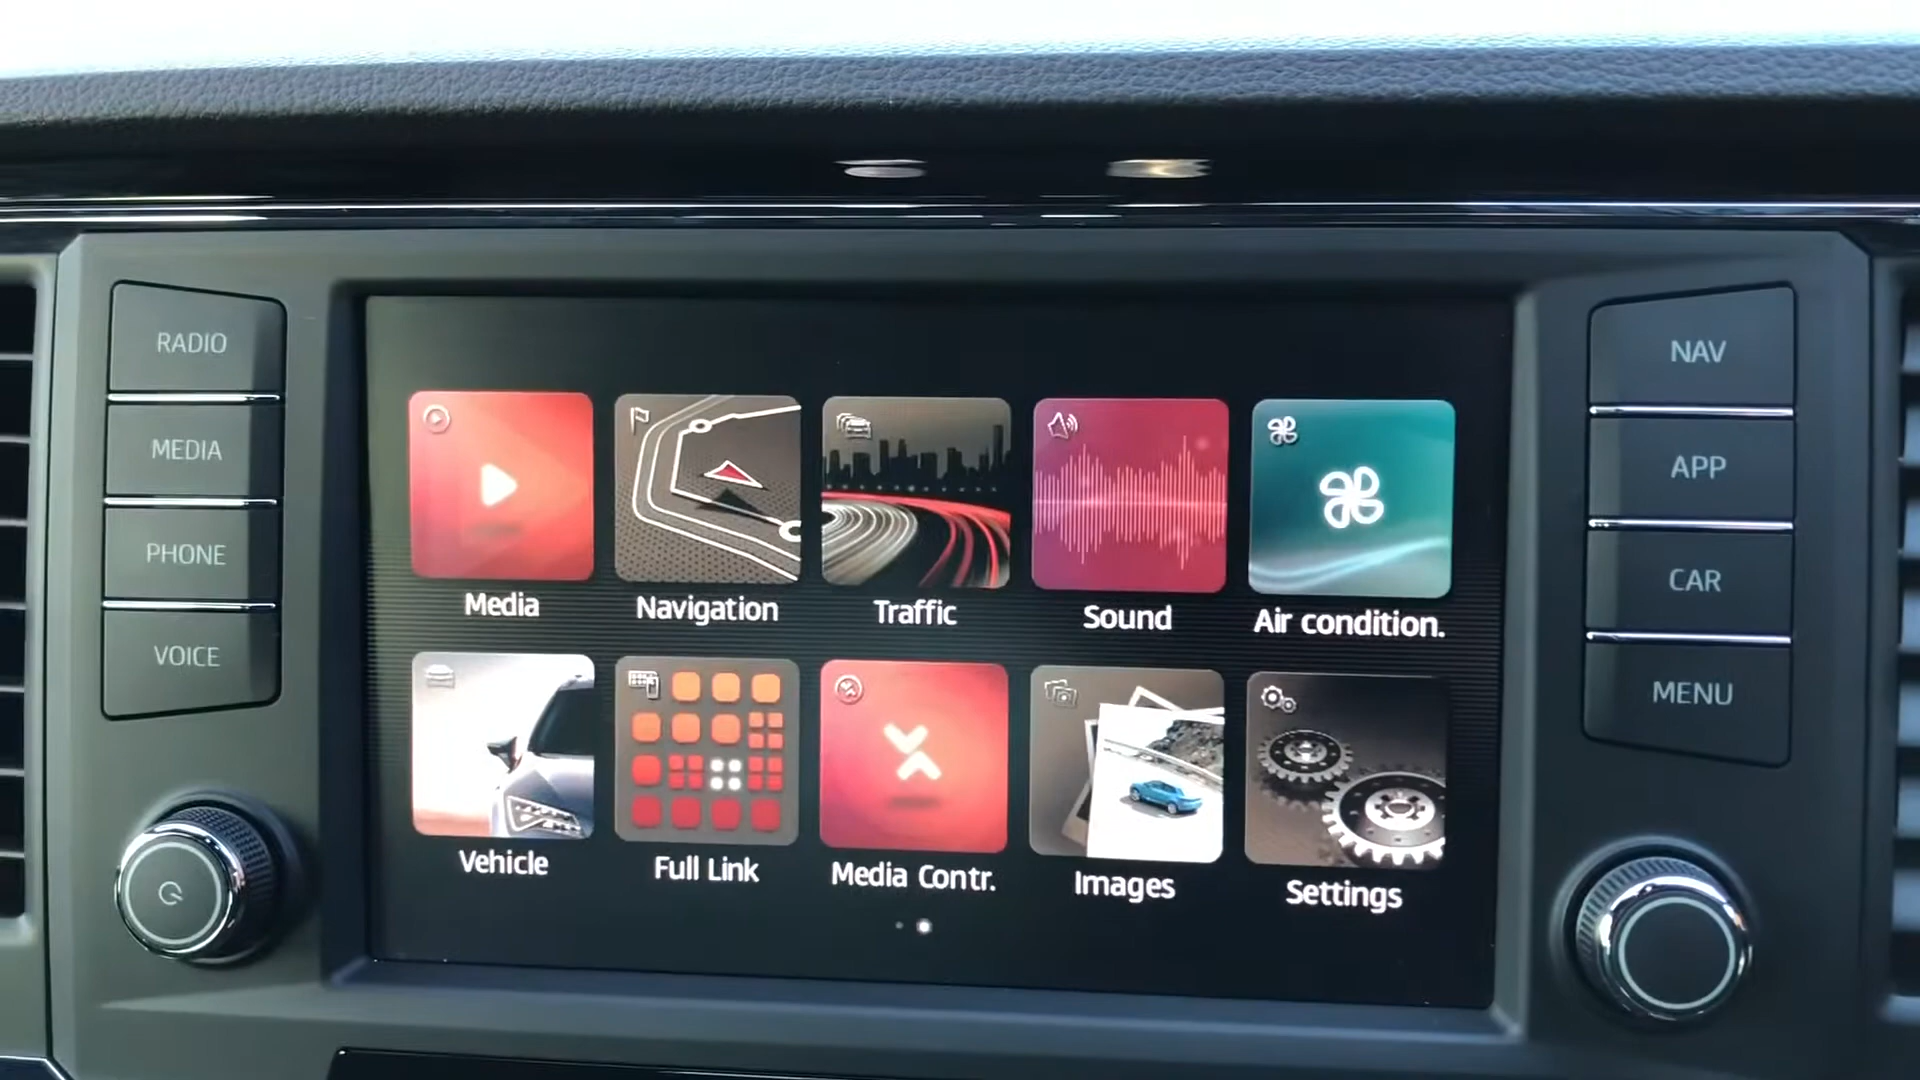 RADIO
MEDIA
PHONE
VOICE
Media
Navigation
Traffic
Sound
Air condition.
Vehicle
Full Link
Media Contr.
Images
Settings
NAV
APP
CAR
MENU